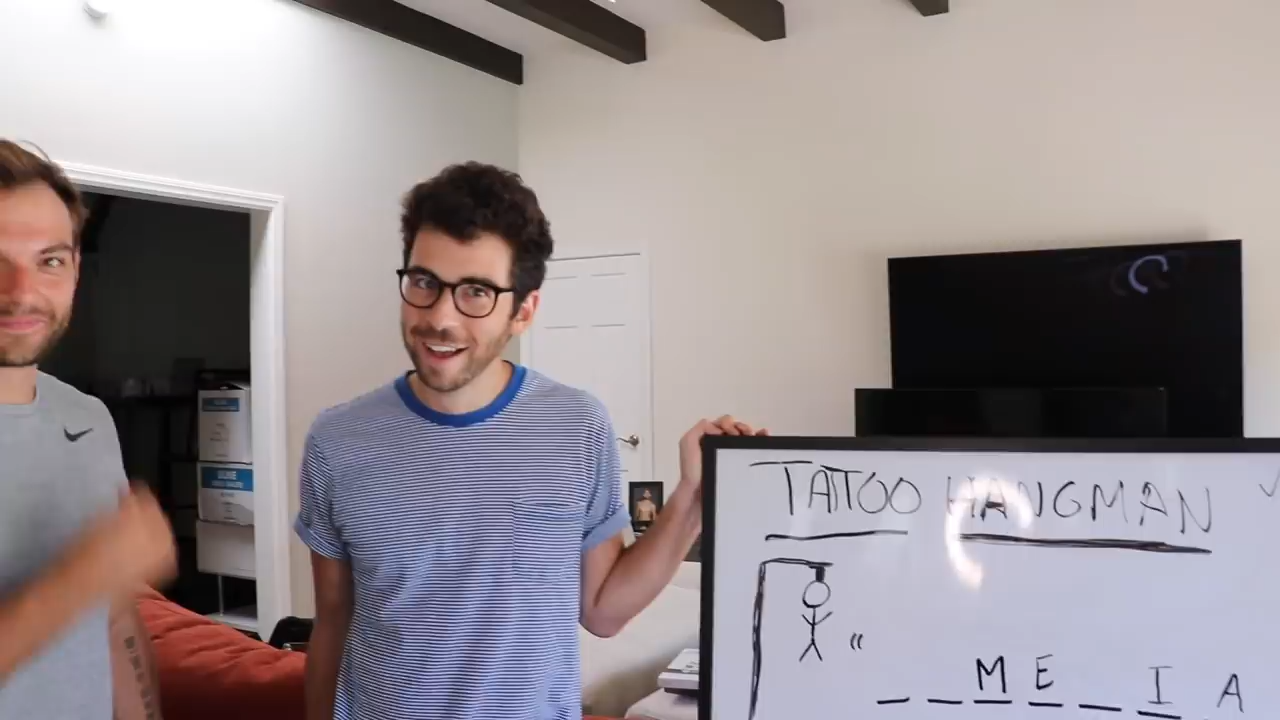 TATTOO HANGMAN
“
_ _ M E _ I A